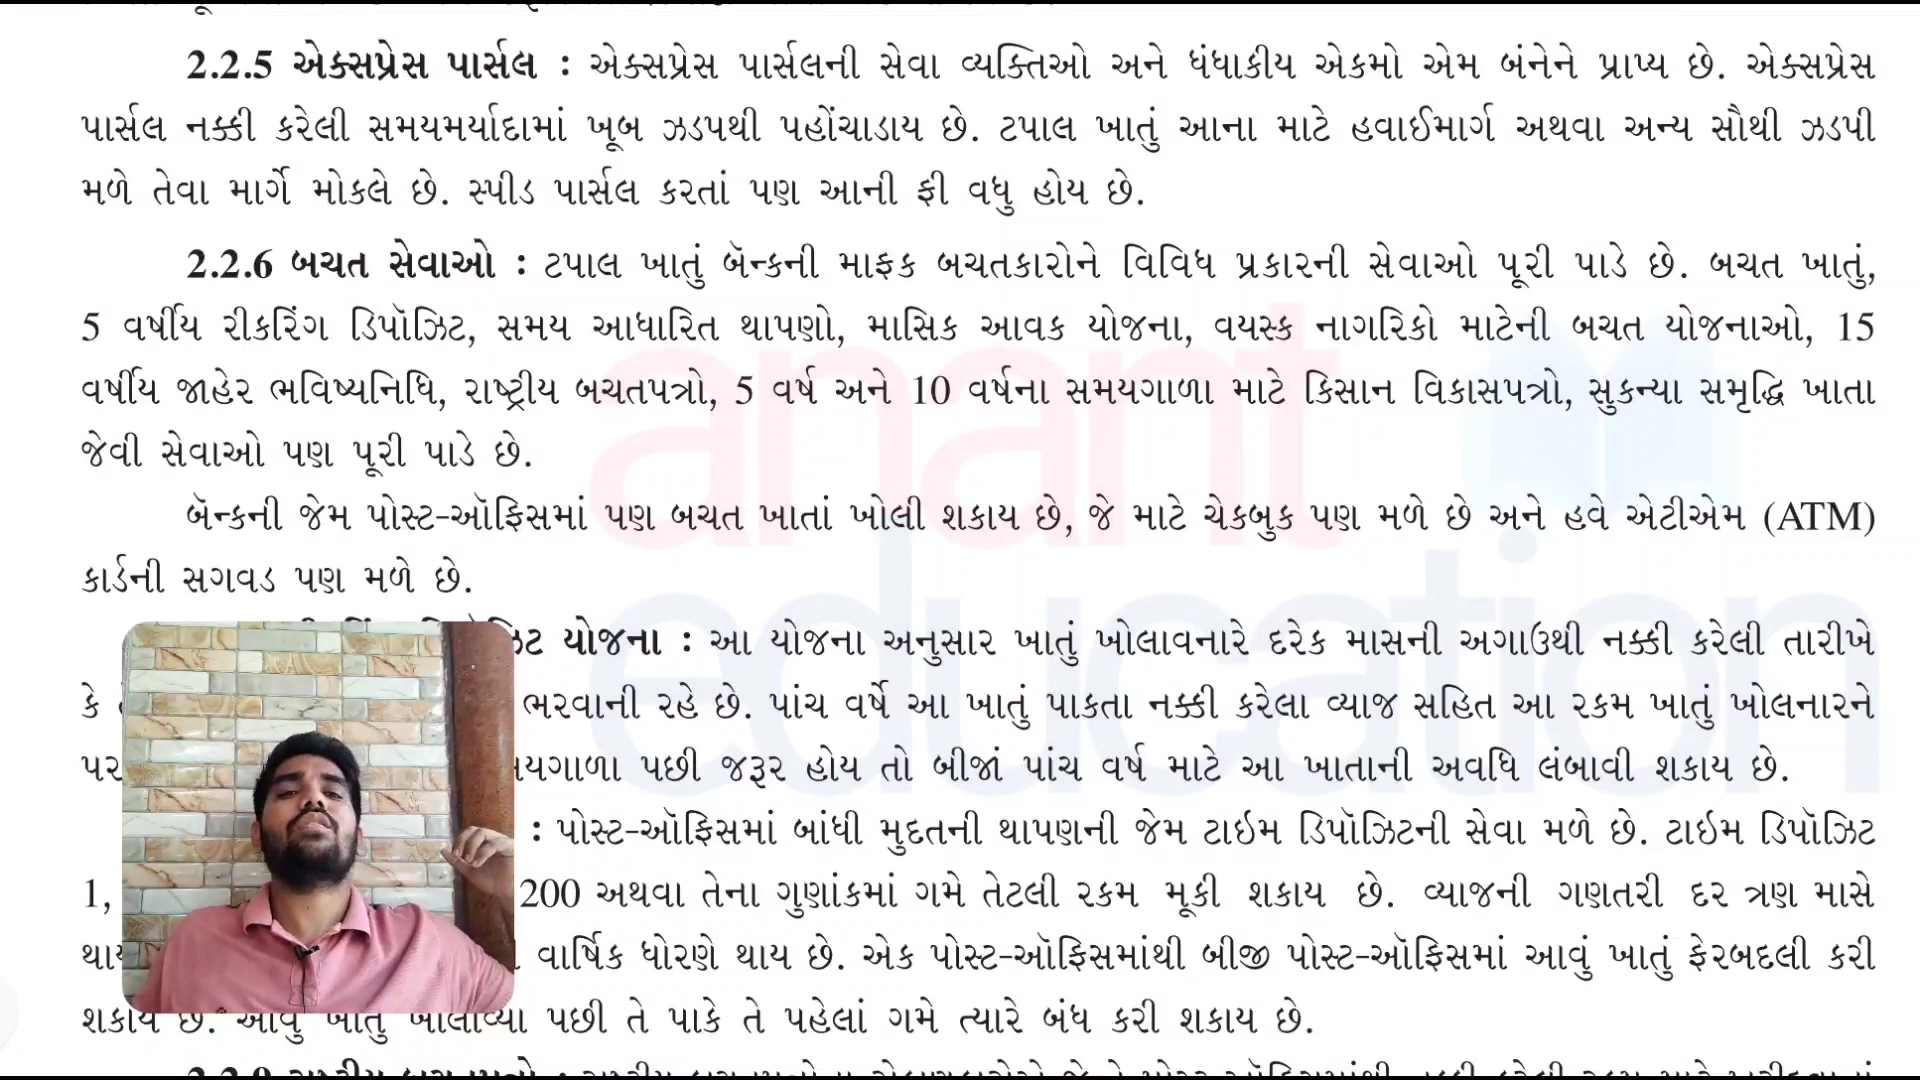 2.2.5 એક્સપ્રેસ પાર્સલ : એક્સપ્રેસ પાર્સલની સેવા વ્યક્તિઓ અને ધંધાકીય એકમો એમ બંનેને પ્રાપ્ય છે. એક્સપ્રેસ
પાર્સલ નક્કી કરેલી સમયમર્યાદામાં ખૂબ ઝડપથી પહોંચાડાય છે. ટપાલ ખાતું આના માટે હવાઈમાર્ગ અથવા અન્ય સૌથી ઝડપી
મળે તેવા માર્ગે મોકલે છે. સ્પીડ પાર્સલ કરતાં પણ આની ફી વધુ હોય છે.
2.2.6 બચત સેવાઓ : ટપાલ ખાતું બૅન્કની માફક બચતકારોને વિવિધ પ્રકારની સેવાઓ પૂરી પાડે છે. બચત ખાતું,
5 વર્ષીય રીકરિંગ ડિપૉઝિટ, સમય આધારિત થાપણો, માસિક આવક યોજના, વયસ્ક નાગરિકો માટેની બચત યોજનાઓ, 15
વર્ષીય જાહેર ભવિષ્યનિધિ, રાષ્ટ્રીય બચતપત્રો, 5 વર્ષ અને 10 વર્ષના સમયગાળા માટે કિસાન વિકાસપત્રો, સુકન્યા સમૃદ્ધિ ખાતા
જેવી સેવાઓ પણ પૂરી પાડે છે.
બૅન્કની જેમ પોસ્ટ-ઑફિસમાં પણ બચત ખાતાં ખોલી શકાય છે, જે માટે ચેકબુક પણ મળે છે અને હવે એટીએમ (ATM)
કાર્ડની સગવડ પણ મળે છે.
યોજના : આ યોજના અનુસાર ખાતું ખોલાવનારે દરેક માસની અગાઉથી નક્કી કરેલી તારીખે
કે ભરવાની રહે છે. પાંચ વર્ષે આ ખાતું પાકતા નક્કી કરેલા વ્યાજ સહિત આ રકમ ખાતું ખોલનારને
પછી જરૂર હોય તો બીજાં પાંચ વર્ષ માટે આ ખાતાની અવધિ લંબાવી શકાય છે.
: પોસ્ટ-ઑફિસમાં બાંધી મુદતની થાપણની જેમ ટાઇમ ડિપૉઝિટની સેવા મળે છે. ટાઇમ ડિપૉઝિટ
1, 200 અથવા તેના ગુણાંકમાં ગમે તેટલી રકમ મૂકી શકાય છે. વ્યાજની ગણતરી દર ત્રણ માસે
વાર્ષિક ધોરણે થાય છે. એક પોસ્ટ-ઑફિસમાંથી બીજી પોસ્ટ-ઑફિસમાં આવું ખાતું ફેરબદલી કરી
શકાય છે. આવું ખાતું ખોલાવ્યા પછી તે પાકે તે પહેલાં ગમે ત્યારે બંધ કરી શકાય છે.
anant
education